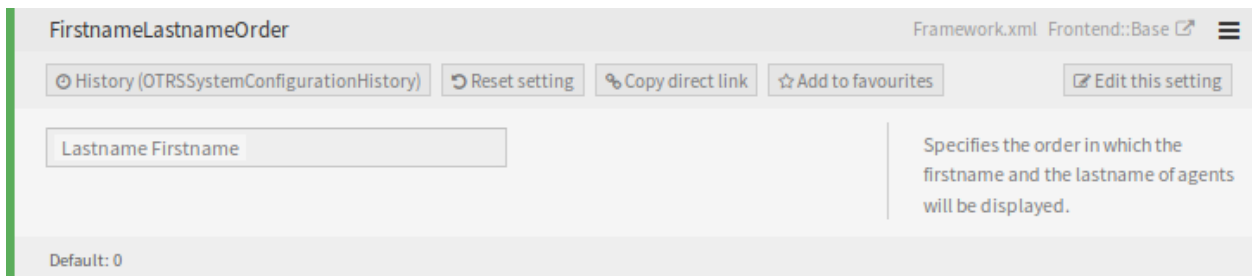 FirstnameLastnameOrder Framework.xml Frontend::Base
History (OTRSSystemConfigurationHistory) Reset setting Copy direct link Add to favourites Edit this setting
Lastname Firstname
Specifies the order in which the
firstname and the lastname of agents
will be displayed.
Default: 0